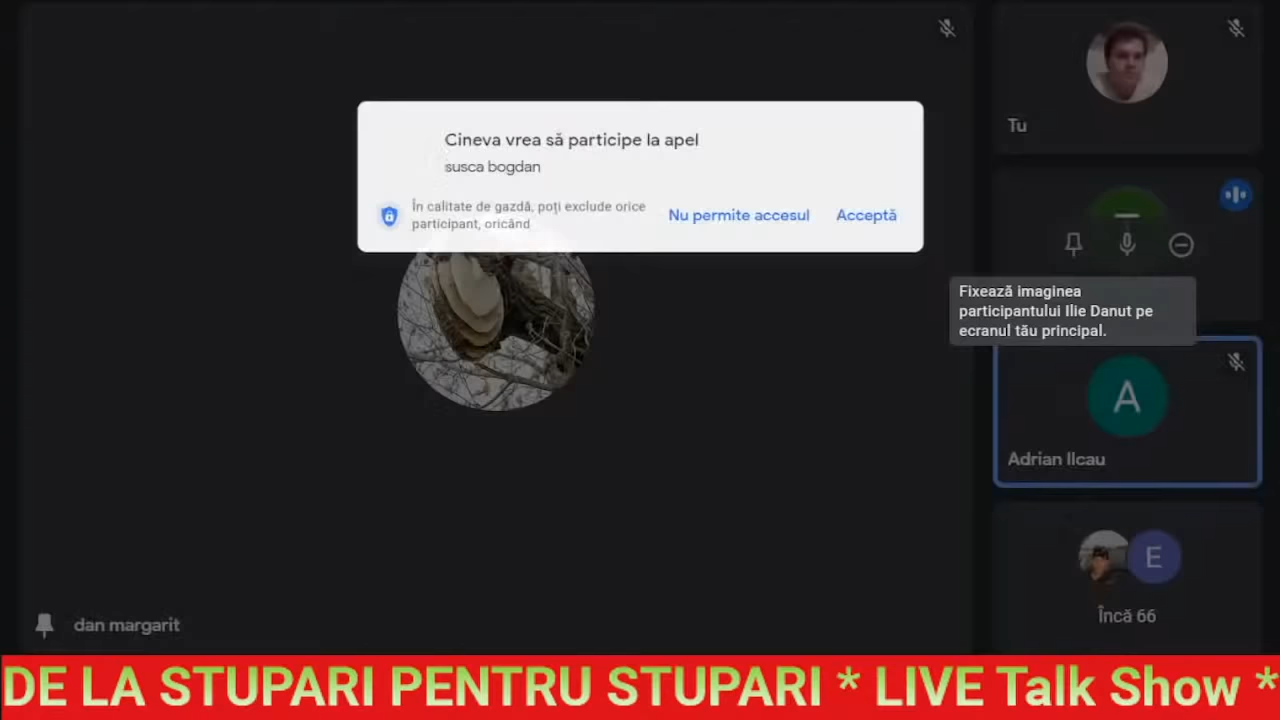 Cineva vrea să participe la apel
susca bogdan
În calitate de gazdă, poți exclude orice
participant, oricând
Nu permite accesul
Acceptă
Tu
Fixează imaginea
participantului Ilie Danut pe
ecranul tău principal.
A
Adrian Ilcau
E
Încă 66
dan margarit
DE LA STUPARI PENTRU STUPARI * LIVE Talk Show *